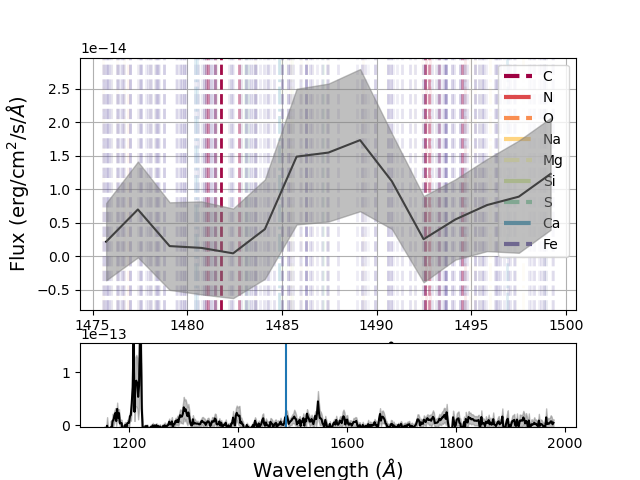 1e−14
Flux (erg/cm²/s/Å)
2.5
2.0
1.5
1.0
0.5
0.0
−0.5
C
N
O
Na
Mg
Si
S
Ca
Fe
1475 1480 1485 1490 1495 1500
1e−13
1
0
1200 1400 1600 1800 2000
Wavelength (Å)